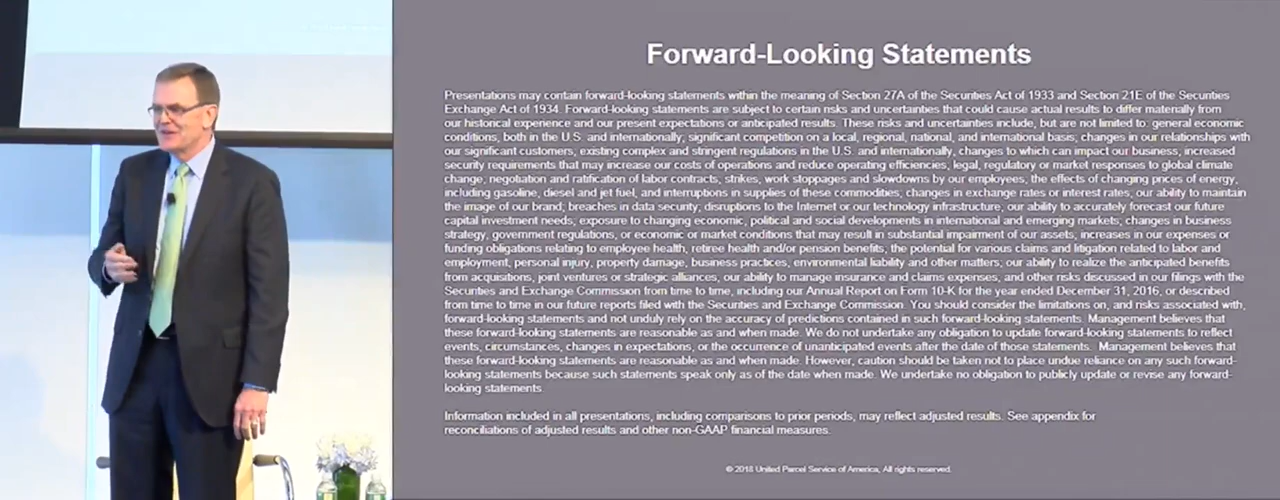 Forward-Looking Statements
Presentations may contain forward-looking statements within the meaning of Section 27A of the Securities Act of 1933 and Section 21E of the Securities
Exchange Act of 1934. Forward-looking statements are subject to certain risks and uncertainties that could cause actual results to differ materially from
our historical experience and our present expectations or anticipated results. These risks and uncertainties include, but are not limited to: general economic
conditions, both in the U.S. and internationally; significant competition on a local, regional, national, and international basis; changes in our relationships with
our significant customers; existing complex and stringent regulations in the U.S. and internationally, changes to which can impact our business; increased
security requirements that may increase our costs of operations and reduce operating efficiencies, legal, regulatory or market responses to global climate
change; negotiation and ratification of labor contracts; strikes, work stoppages and slowdowns by our employees, the effects of changing prices of energy,
including gasoline, diesel and jet fuel, and interruptions in supplies of these commodities; changes in exchange rates or interest rates; our ability to maintain
the image of our brand; breaches in data security; disruptions to the Internet or our technology infrastructure; our ability to accurately forecast our future
capital investment needs; exposure to changing economic, political and social developments in international and emerging markets; changes in business
strategy, government regulations, or economic or market conditions that may result in substantial impairment of our assets, increases in our expenses or
funding obligations relating to employee health, retiree health and/or pension benefits; the potential for various claims and litigation related to labor and
employment, personal injury, property damage, business practices, environmental liability and other matters; our ability to realize the anticipated benefits
from acquisitions, joint ventures or strategic alliances, our ability to manage insurance and claims expenses, and other risks discussed in our filings with the
Securities and Exchange Commission from time to time, including our Annual Report on Form 10-K for the year ended December 31, 2016, or described
from time to time in our future reports filed with the Securities and Exchange Commission. You should consider the limitations on, and risks associated with,
forward-looking statements and not unduly rely on the accuracy of predictions contained in such forward-looking statements. Management believes that
these forward-looking statements are reasonable as and when made. We do not undertake any obligation to update forward-looking statements to reflect
events, circumstances, changes in expectations, or the occurrence of unanticipated events after the date of those statements. Management believes that
these forward-looking statements are reasonable as and when made. However, caution should be taken not to place undue reliance on any such forward-
looking statements because such statements speak only as of the date when made. We undertake no obligation to publicly update or revise any forward-
looking statements.
Information included in all presentations, including comparisons to prior periods, may reflect adjusted results. See appendix for
reconciliations of adjusted results and other non-GAAP financial measures.
© 2018 United Parcel Service of America, All rights reserved.